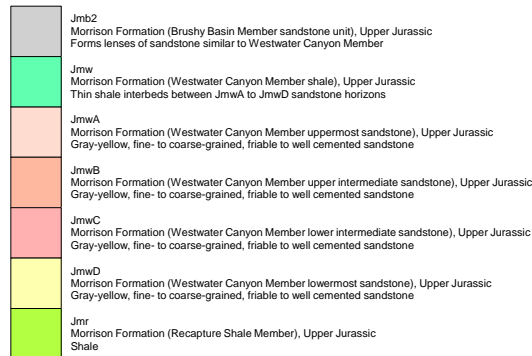 Jmb2
Morrison Formation (Brushy Basin Member sandstone unit), Upper Jurassic
Forms lenses of sandstone similar to Westwater Canyon Member
Jmw
Morrison Formation (Westwater Canyon Member shale), Upper Jurassic
Thin shale interbeds between JmwA to JmwD sandstone horizons
JmwA
Morrison Formation (Westwater Canyon Member uppermost sandstone), Upper Jurassic
Gray-yellow, fine- to coarse-grained, friable to well cemented sandstone
JmwB
Morrison Formation (Westwater Canyon Member upper intermediate sandstone), Upper Jurassic
Gray-yellow, fine- to coarse-grained, friable to well cemented sandstone
JmwC
Morrison Formation (Westwater Canyon Member lower intermediate sandstone), Upper Jurassic
Gray-yellow, fine- to coarse-grained, friable to well cemented sandstone
JmwD
Morrison Formation (Westwater Canyon Member lowermost sandstone), Upper Jurassic
Gray-yellow, fine- to coarse-grained, friable to well cemented sandstone
Jmr
Morrison Formation (Recapture Shale Member), Upper Jurassic
Shale